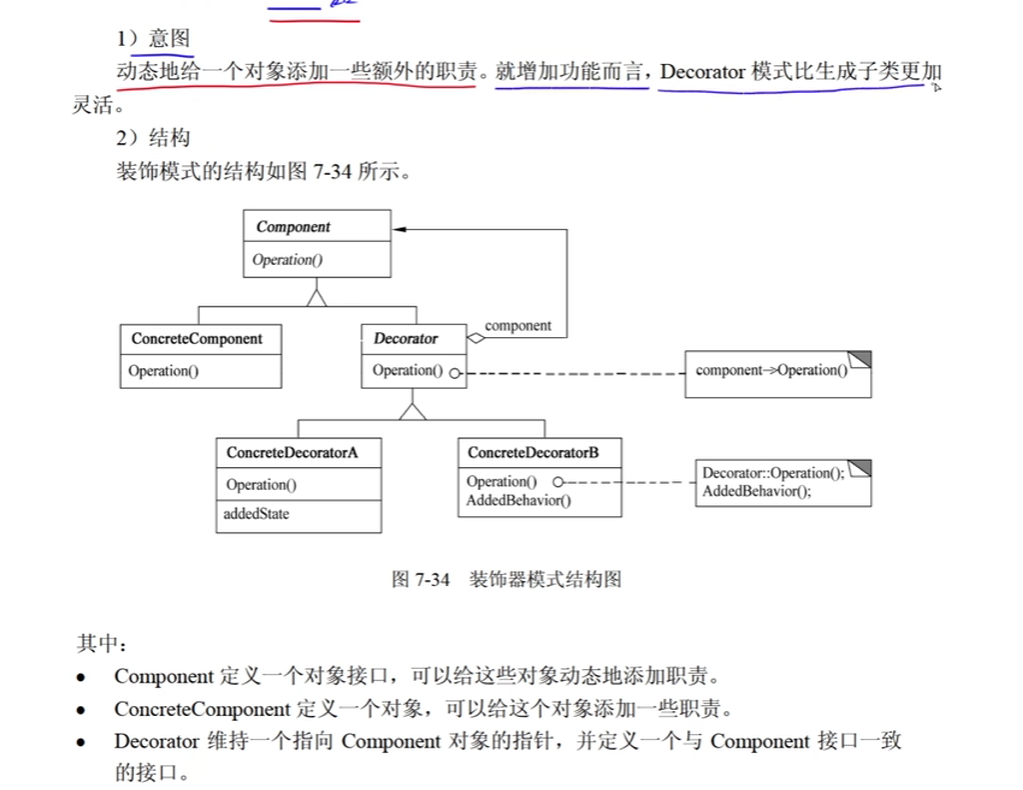 1）意图
动态地给一个对象添加一些额外的职责。就增加功能而言，Decorator 模式比生成子类更加
灵活。
2）结构
装饰模式的结构如图 7-34 所示。
Component
Operation()
component
ConcreteComponent
Operation()
Decorator
Operation()
component->Operation()
ConcreteDecoratorA
Operation()
addedState
ConcreteDecoratorB
Operation()
AddedBehavior()
Decorator::Operation();
AddedBehavior();
图 7-34 装饰器模式结构图
其中：
• Component 定义一个对象接口，可以给这些对象动态地添加职责。
• ConcreteComponent 定义一个对象，可以给这个对象添加一些职责。
• Decorator 维持一个指向 Component 对象的指针，并定义一个与 Component 接口一致
的接口。